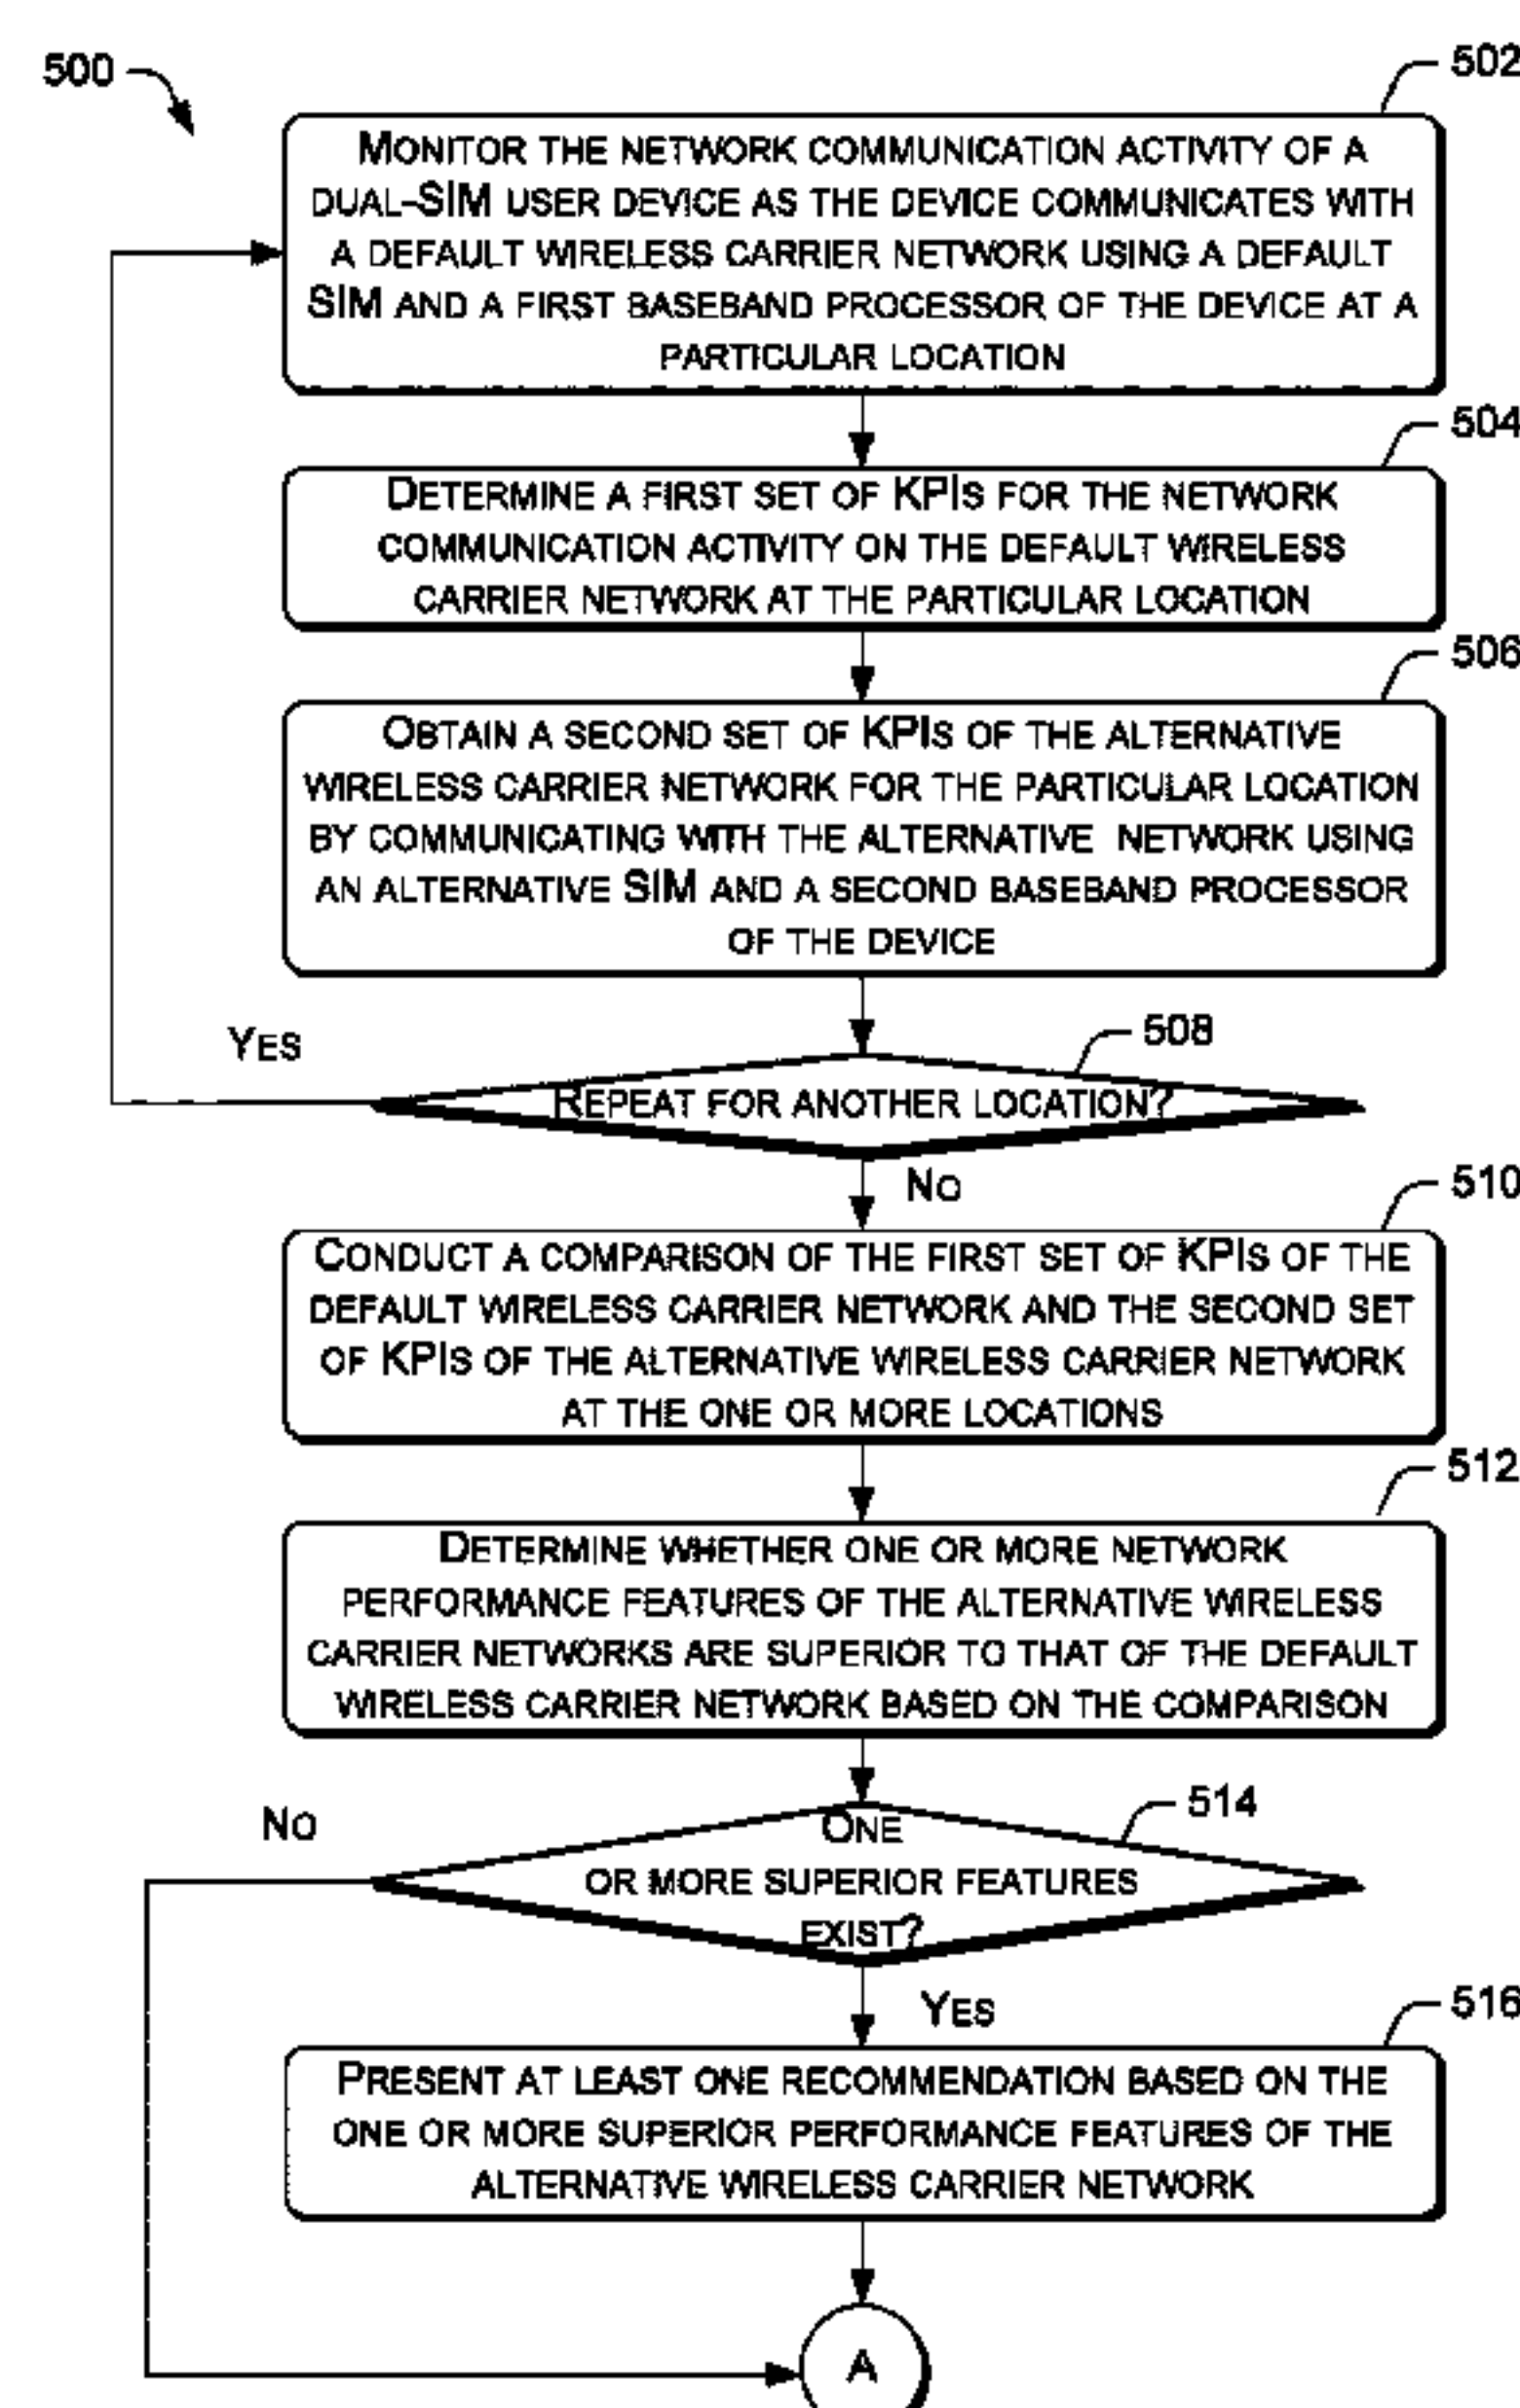 500
502
MONITOR THE NETWORK COMMUNICATION ACTIVITY OF A
DUAL-SIM USER DEVICE AS THE DEVICE COMMUNICATES WITH
A DEFAULT WIRELESS CARRIER NETWORK USING A DEFAULT
SIM AND A FIRST BASEBAND PROCESSOR OF THE DEVICE AT A
PARTICULAR LOCATION
504
DETERMINE A FIRST SET OF KPIS FOR THE NETWORK
COMMUNICATION ACTIVITY ON THE DEFAULT WIRELESS
CARRIER NETWORK AT THE PARTICULAR LOCATION
506
OBTAIN A SECOND SET OF KPIS OF THE ALTERNATIVE
WIRELESS CARRIER NETWORK FOR THE PARTICULAR LOCATION
BY COMMUNICATING WITH THE ALTERNATIVE NETWORK USING
AN ALTERNATIVE SIM AND A SECOND BASEBAND PROCESSOR
OF THE DEVICE
508
YES
REPEAT FOR ANOTHER LOCATION?
NO
510
CONDUCT A COMPARISON OF THE FIRST SET OF KPIS OF THE
DEFAULT WIRELESS CARRIER NETWORK AND THE SECOND SET
OF KPIS OF THE ALTERNATIVE WIRELESS CARRIER NETWORK
AT THE ONE OR MORE LOCATIONS
512
DETERMINE WHETHER ONE OR MORE NETWORK
PERFORMANCE FEATURES OF THE ALTERNATIVE WIRELESS
CARRIER NETWORKS ARE SUPERIOR TO THAT OF THE DEFAULT
WIRELESS CARRIER NETWORK BASED ON THE COMPARISON
514
NO
ONE
OR MORE SUPERIOR FEATURES
EXIST?
YES
516
PRESENT AT LEAST ONE RECOMMENDATION BASED ON THE
ONE OR MORE SUPERIOR PERFORMANCE FEATURES OF THE
ALTERNATIVE WIRELESS CARRIER NETWORK
A